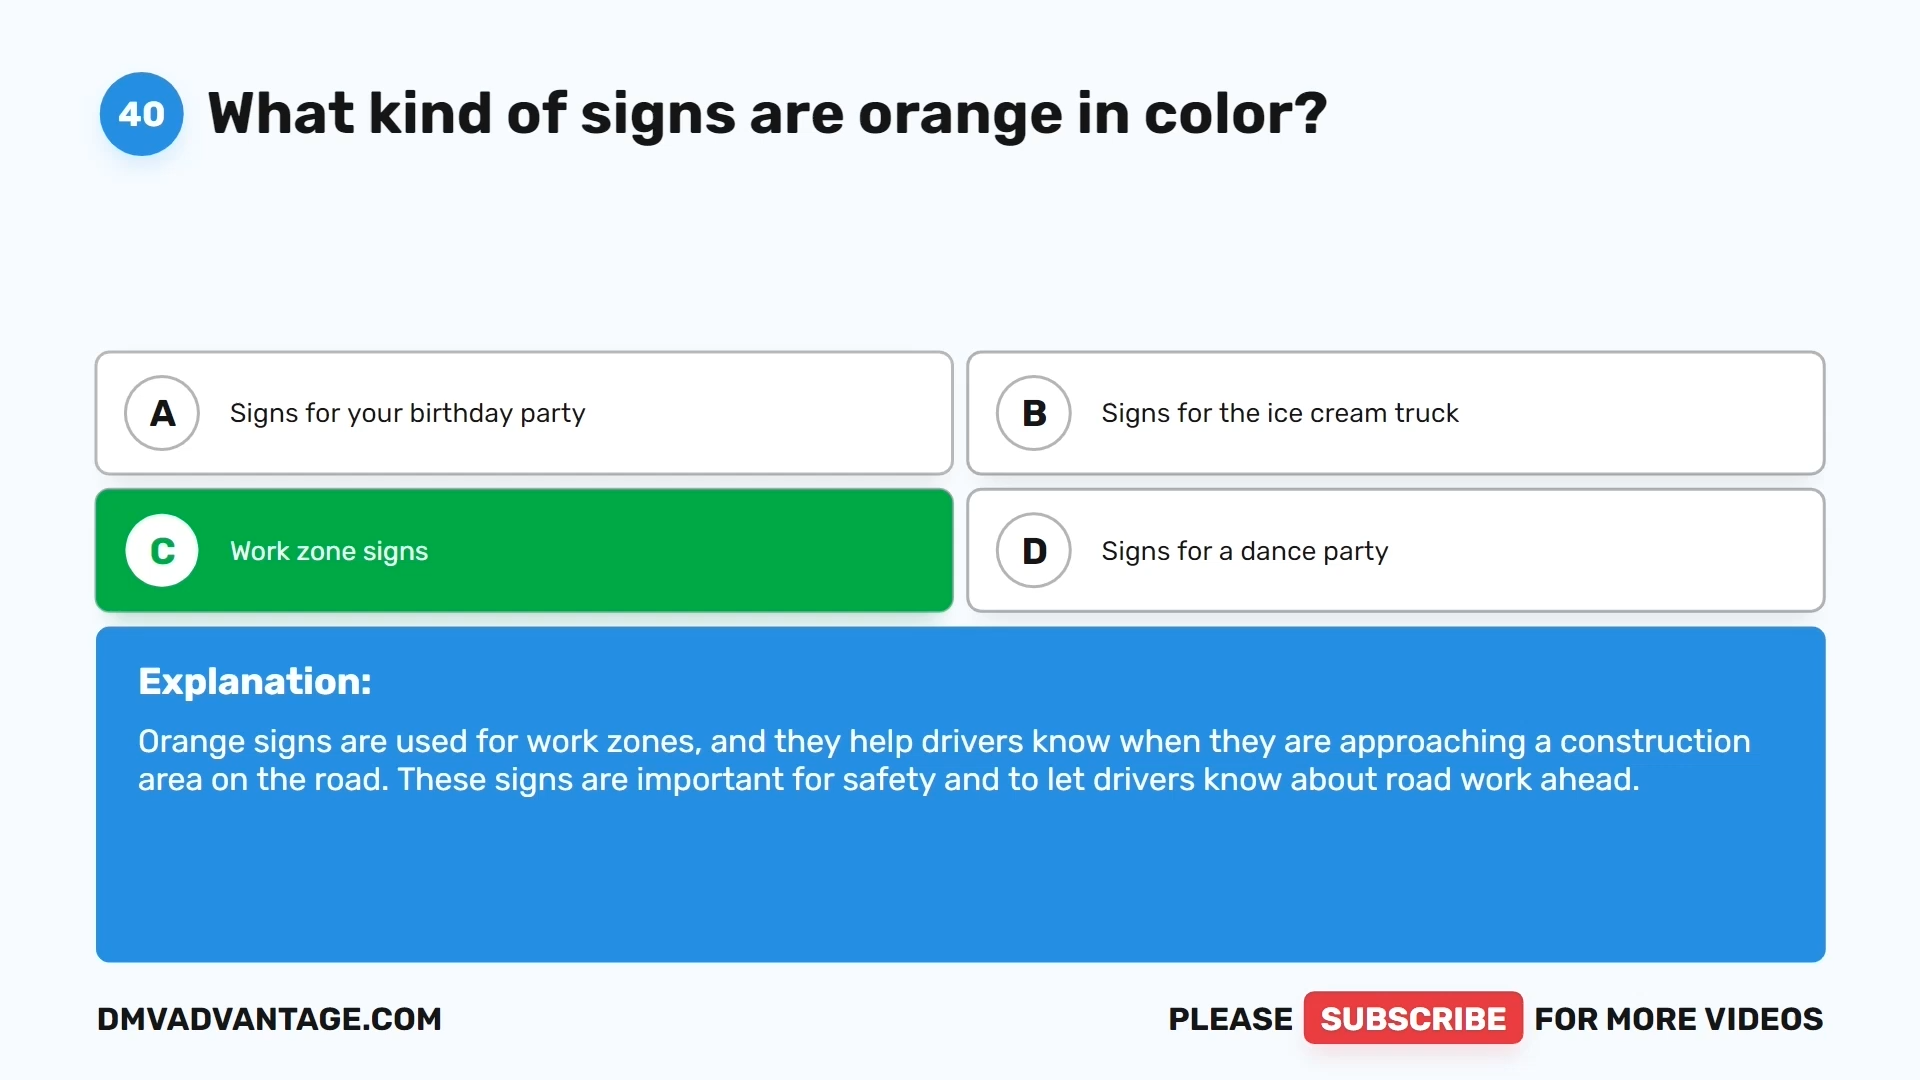 40 What kind of signs are orange in color?
A Signs for your birthday party
B Signs for the ice cream truck
C Work zone signs
D Signs for a dance party
Explanation:
Orange signs are used for work zones, and they help drivers know when they are approaching a construction
area on the road. These signs are important for safety and to let drivers know about road work ahead.
DMVADVANTAGE.COM
PLEASE SUBSCRIBE FOR MORE VIDEOS